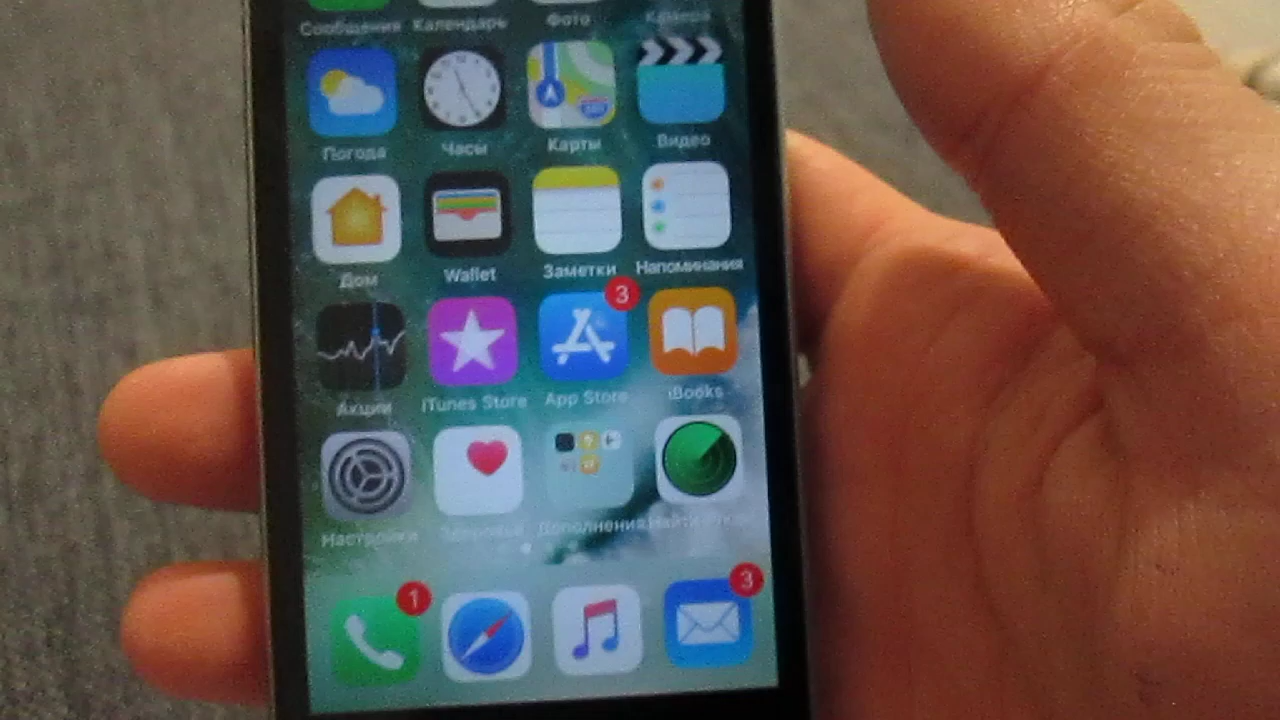 Сообщения Календарь Фото Камера
Погода Часы Карты Видео
Дом Wallet Заметки Напоминания
3
Акции iTunes Store App Store iBooks
Настройки Здоровье Дополнения Найти
1 3